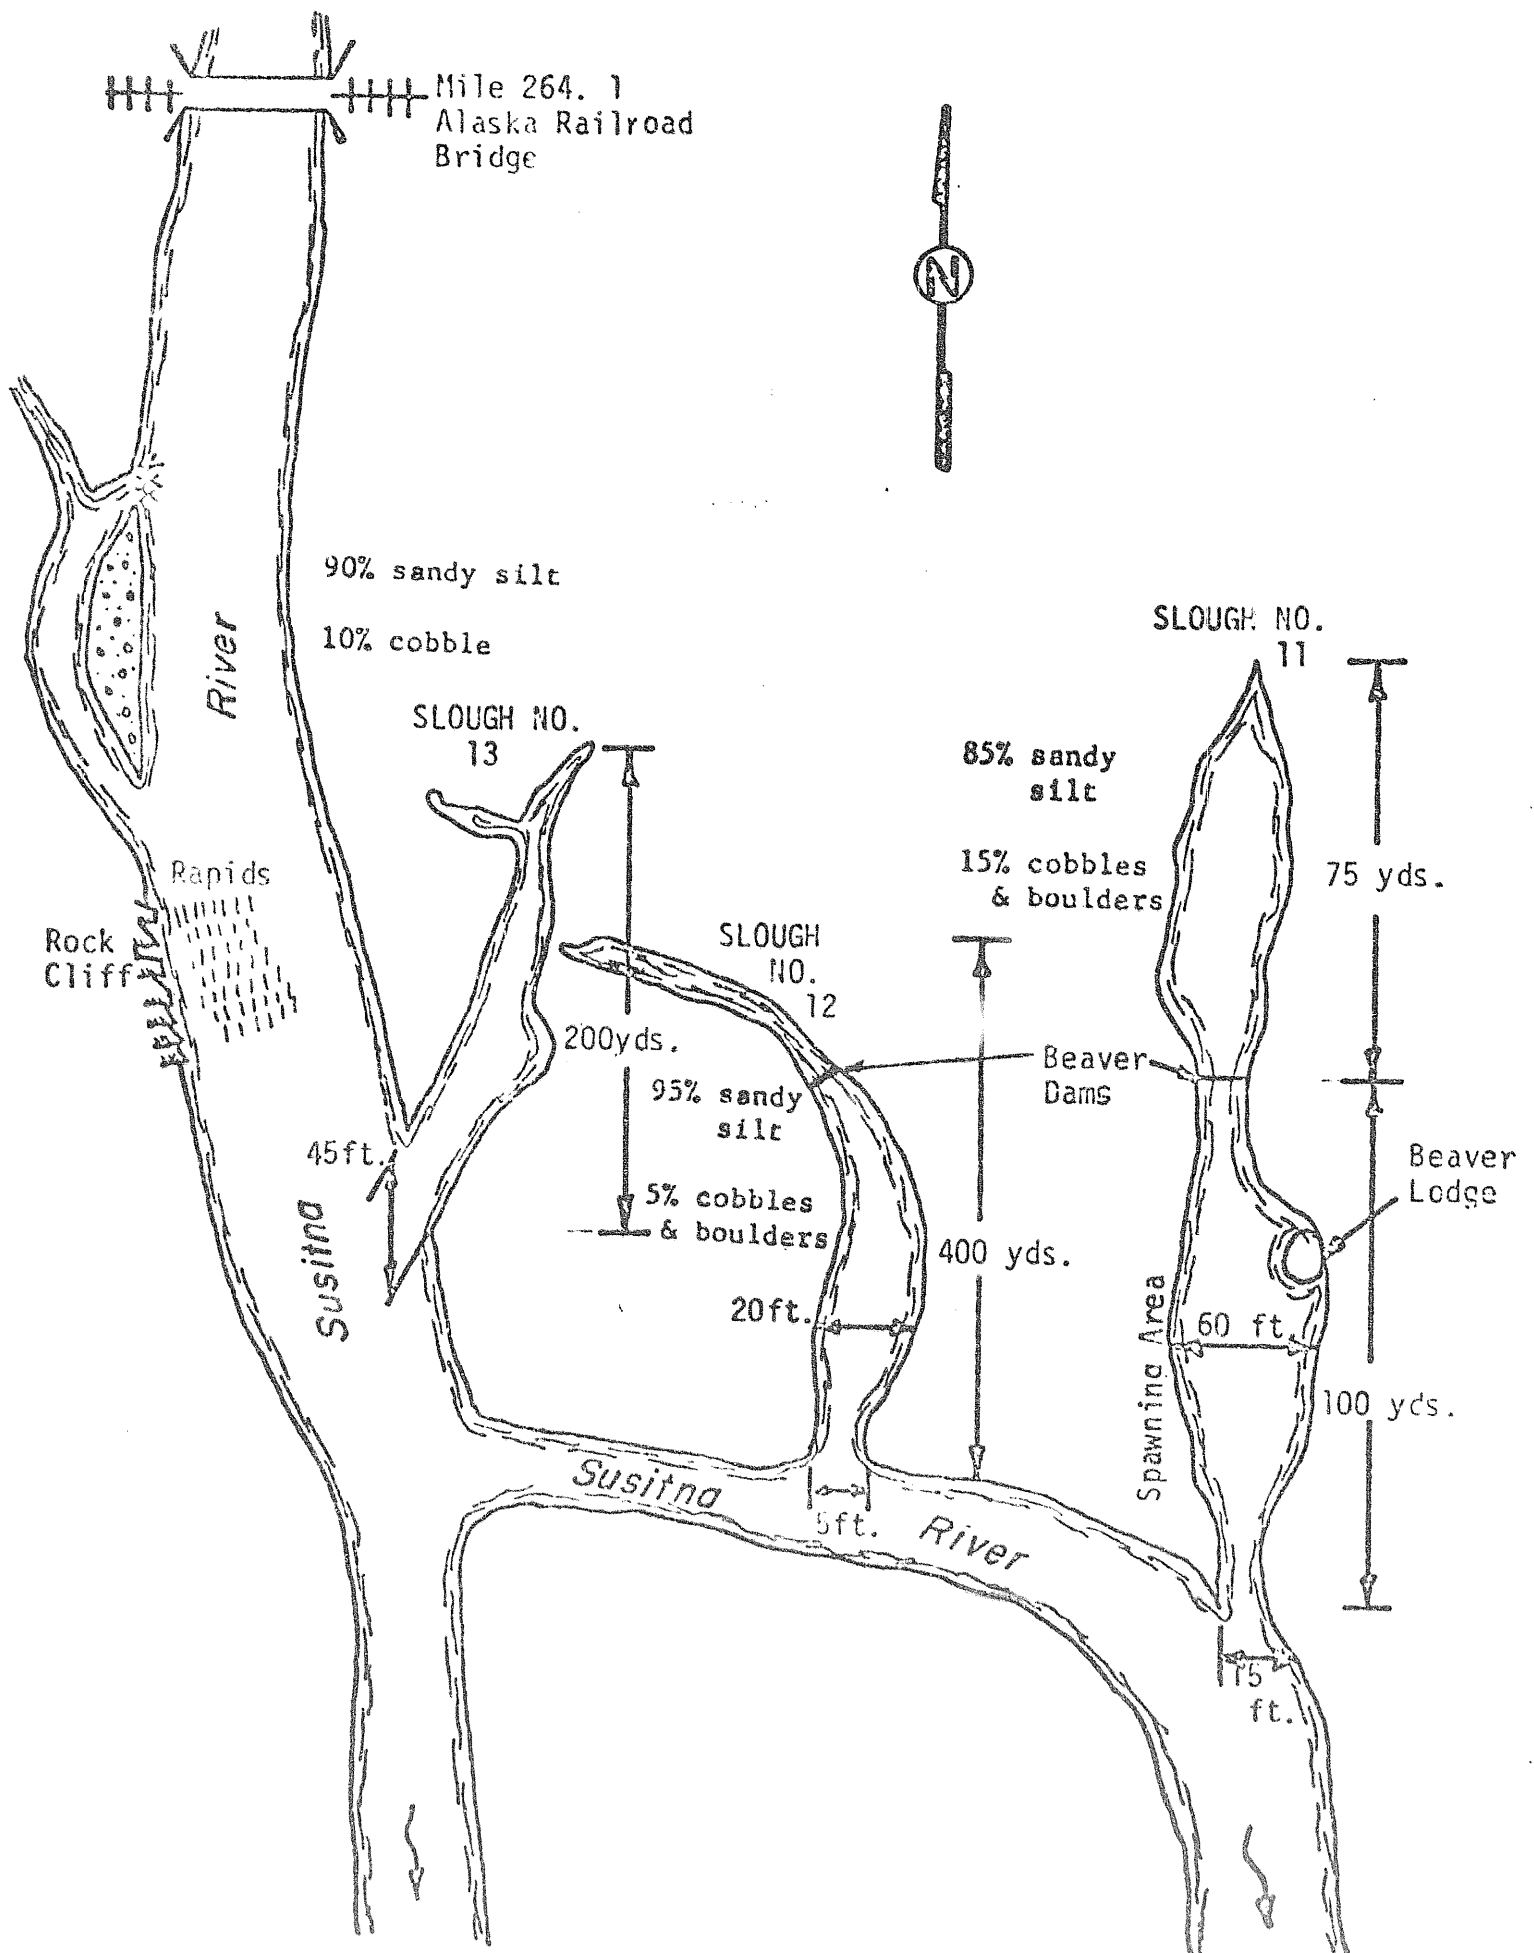 Mile 264. 1
Alaska Railroad
Bridge
N
90% sandy silt
10% cobble
River
SLOUGH NO.
13
SLOUGH NO.
11
85% sandy
silt
15% cobbles
& boulders
75 yds.
Rapids
Rock
Cliff
SLOUGH
NO.
12
200yds.
Beaver
Dams
95% sandy
silt
45ft.
5% cobbles
& boulders
Beaver
Lodge
Susitna
400 yds.
20ft.
Spawning Area
60 ft.
100 yds.
Susitna
River
5ft.
15
ft.